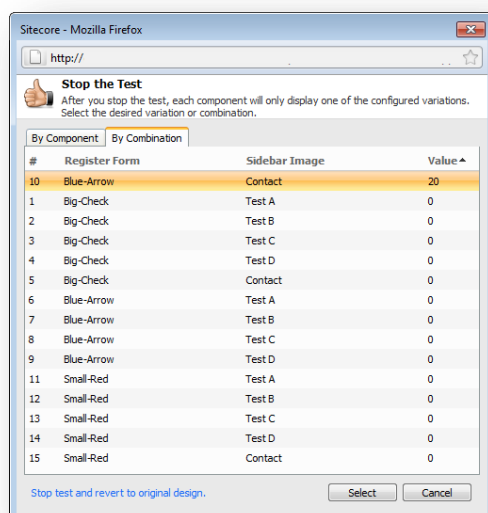 Sitecore - Mozilla Firefox
http://
Stop the Test
After you stop the test, each component will only display one of the configured variations.
Select the desired variation or combination.
By Component By Combination
# Register Form Sidebar Image Value
10 Blue-Arrow Contact 20
1 Big-Check Test A 0
2 Big-Check Test B 0
3 Big-Check Test C 0
4 Big-Check Test D 0
5 Big-Check Contact 0
6 Blue-Arrow Test A 0
7 Blue-Arrow Test B 0
8 Blue-Arrow Test C 0
9 Blue-Arrow Test D 0
11 Small-Red Test A 0
12 Small-Red Test B 0
13 Small-Red Test C 0
14 Small-Red Test D 0
15 Small-Red Contact 0
Stop test and revert to original design. Select Cancel